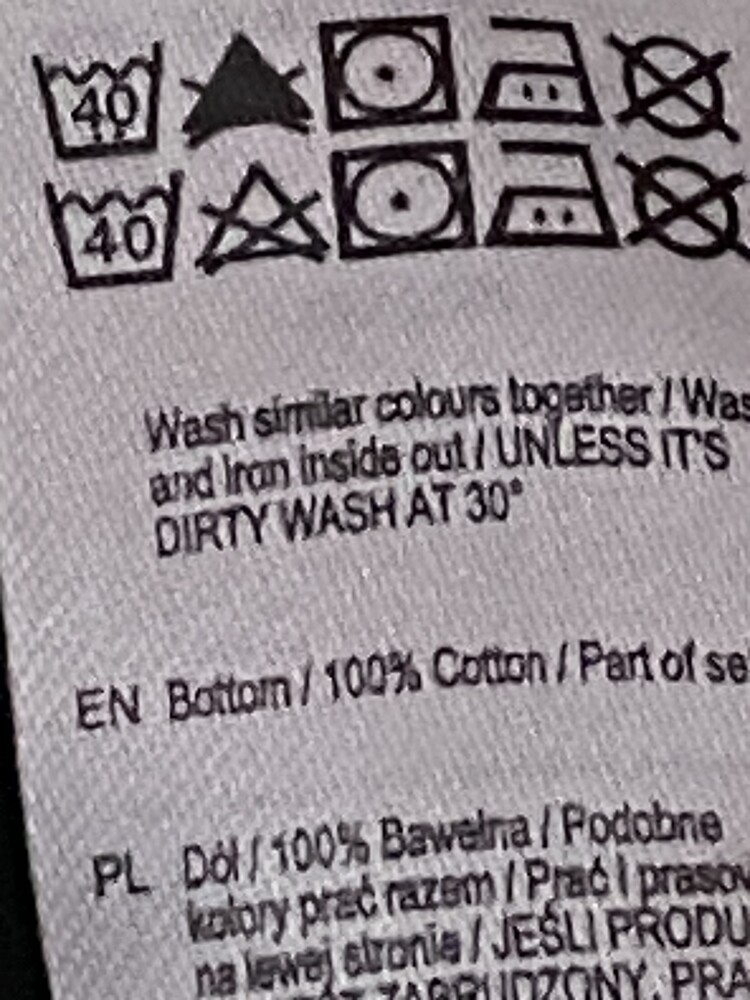 40
40
Wash similar colours together / Was
and Iron inside out / UNLESS IT'S
DIRTY WASH AT 30°
EN Bottom / 100% Cotton / Part of se
PL Dół / 100% Bawełna / Podobne
kolory prać razem / Prać i prasow
na lewej stronie / JEŚLI PRODU
ZABRUDZONY, PRA